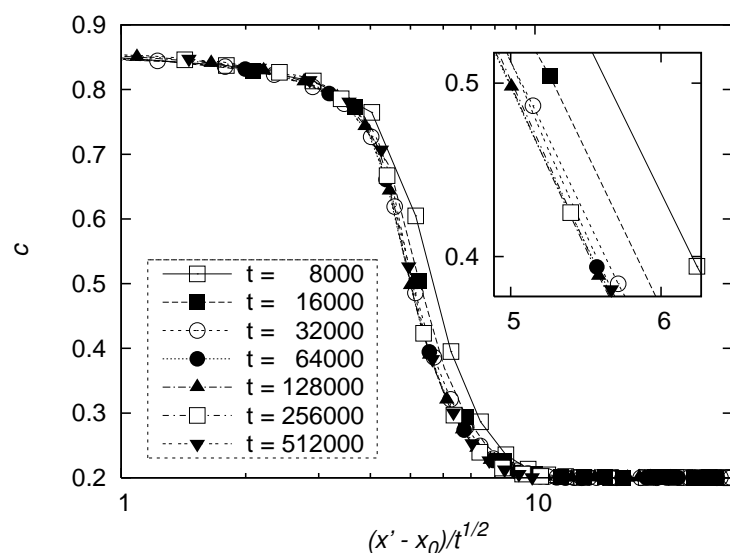 0.9
0.8
0.7
0.6
0.5
0.4
0.3
0.2
c
1
10
(x' - x0)/t1/2
t = 8000
t = 16000
t = 32000
t = 64000
t = 128000
t = 256000
t = 512000
0.5
0.4
5
6